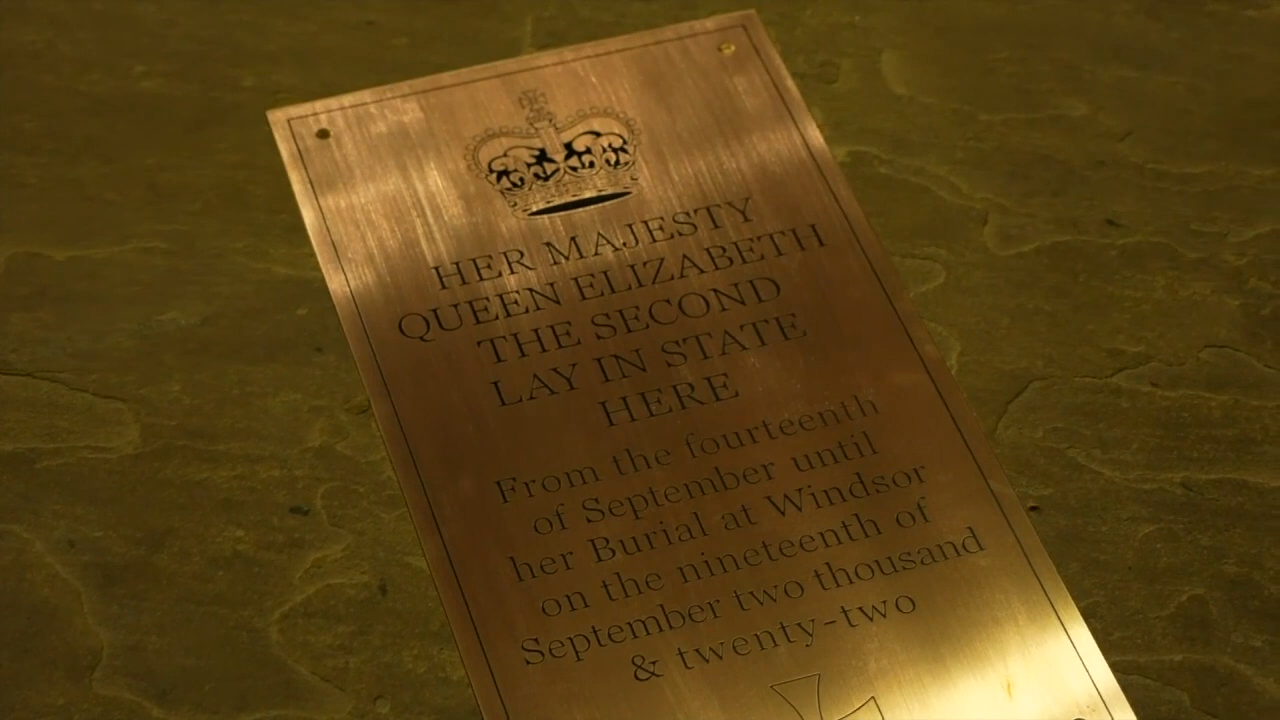 HER MAJESTY
QUEEN ELIZABETH
THE SECOND
LAY IN STATE
HERE
From the fourteenth
of September until
her Burial at Windsor
on the nineteenth of
September two thousand
& twenty-two